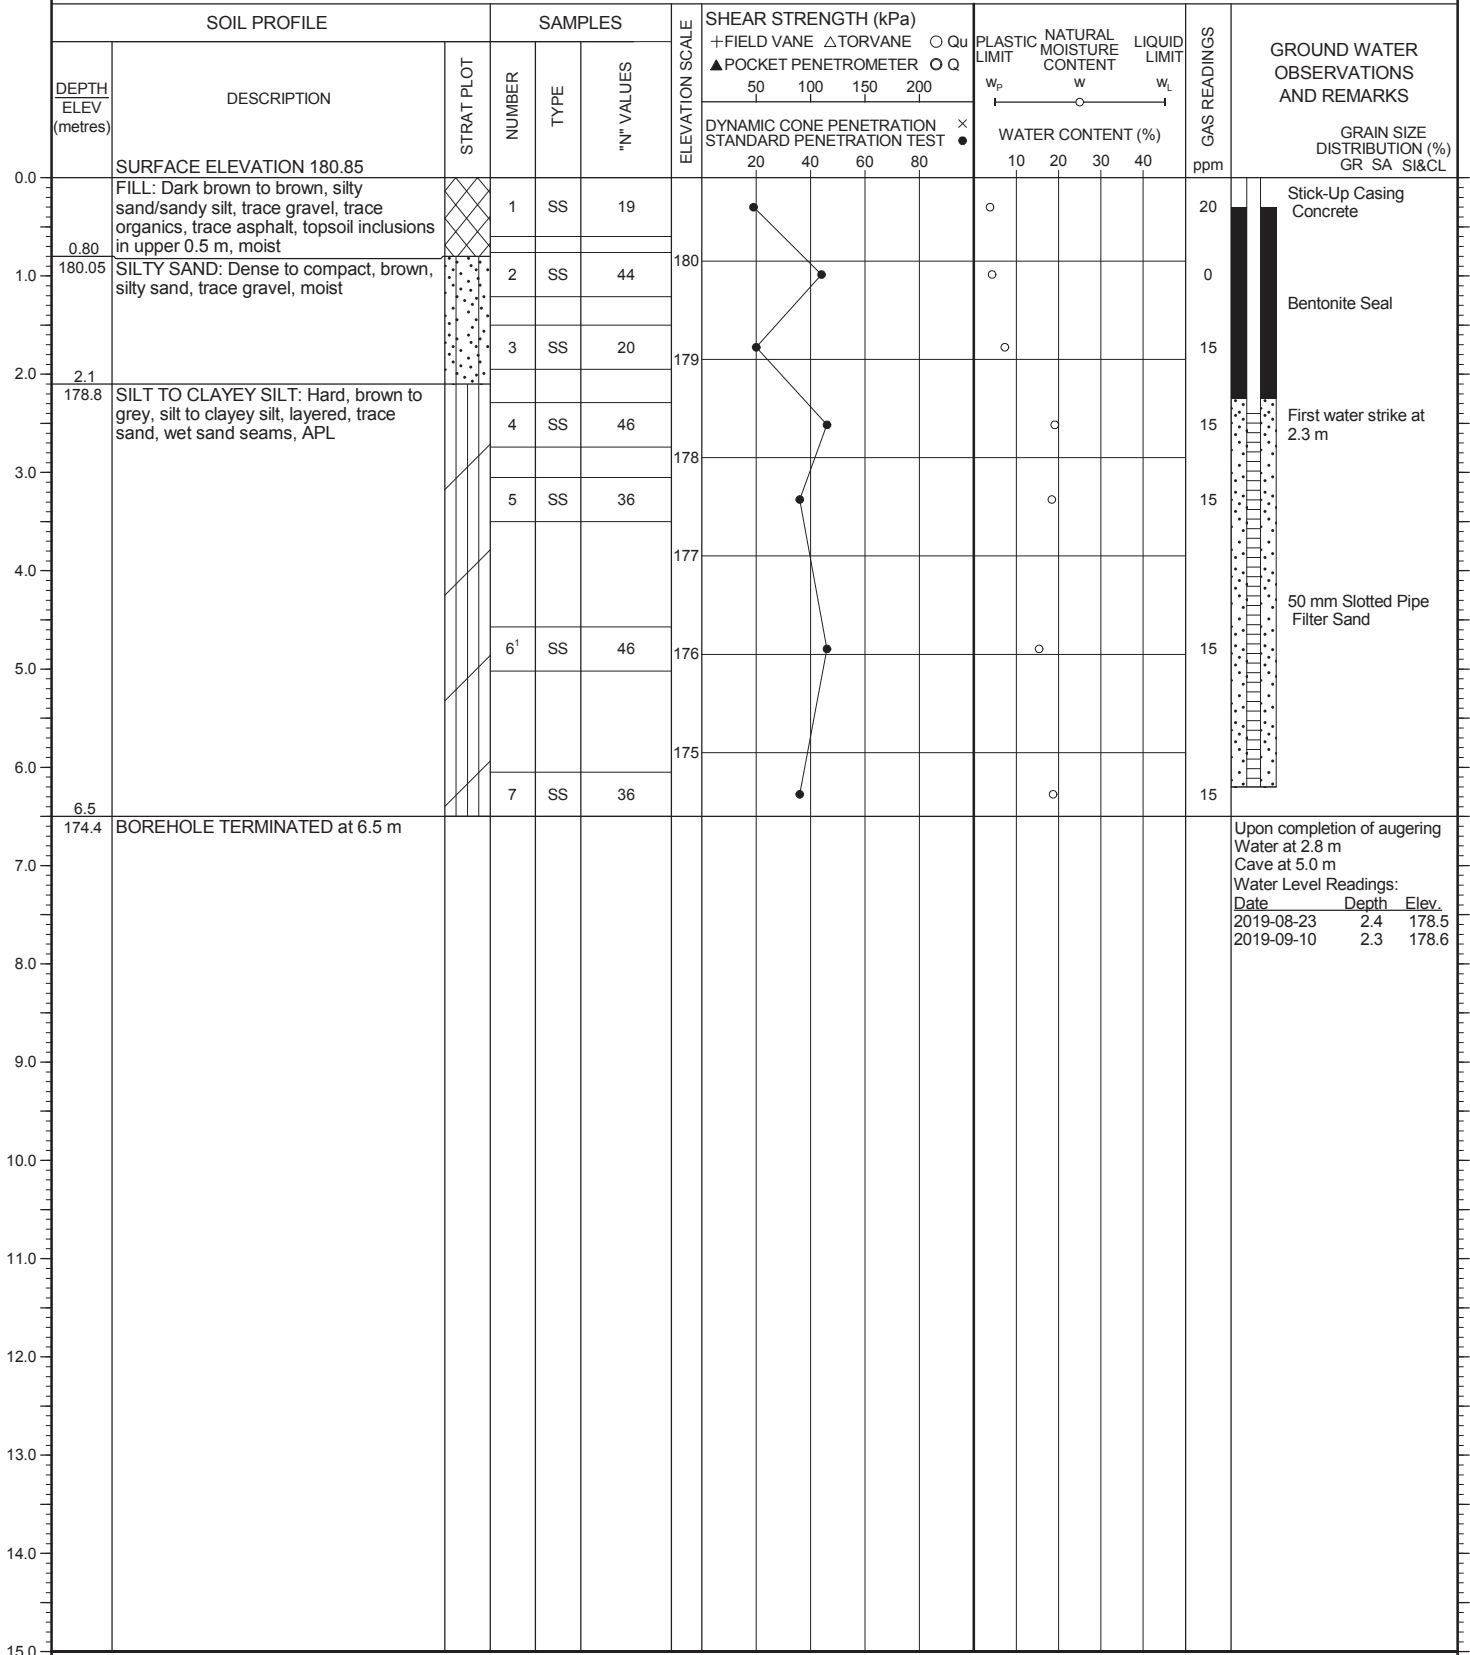 SOIL PROFILE
SAMPLES
DEPTH
ELEV
(metres)
DESCRIPTION
STRAT PLOT
NUMBER
TYPE
"N" VALUES
ELEVATION SCALE
SHEAR STRENGTH (kPa)
+FIELD VANE △TORVANE ○ Qu
▲POCKET PENETROMETER O Q
50 100 150 200
DYNAMIC CONE PENETRATION ×
STANDARD PENETRATION TEST ●
20 40 60 80
PLASTIC LIMIT
NATURAL MOISTURE CONTENT
LIQUID LIMIT
W_P W W_L
WATER CONTENT (%)
10 20 30 40
GAS READINGS
ppm
GROUND WATER
OBSERVATIONS
AND REMARKS
GRAIN SIZE
DISTRIBUTION (%)
GR SA SI&CL
SURFACE ELEVATION 180.85
0.0
FILL: Dark brown to brown, silty
sand/sandy silt, trace gravel, trace
organics, trace asphalt, topsoil inclusions
in upper 0.5 m, moist
1 SS 19
20
Stick-Up Casing
Concrete
0.80
180.05
180
SILTY SAND: Dense to compact, brown,
silty sand, trace gravel, moist
1.0
2 SS 44
0
Bentonite Seal
3 SS 20
179
15
2.0
2.1
178.8
SILT TO CLAYEY SILT: Hard, brown to
grey, silt to clayey silt, layered, trace
sand, wet sand seams, APL
4 SS 46
15
First water strike at
2.3 m
178
3.0
5 SS 36
15
177
4.0
50 mm Slotted Pipe
Filter Sand
6¹ SS 46
176
15
5.0
175
6.0
7 SS 36
15
6.5
174.4
BOREHOLE TERMINATED at 6.5 m
Upon completion of augering
Water at 2.8 m
Cave at 5.0 m
Water Level Readings:
Date Depth Elev.
2019-08-23 2.4 178.5
2019-09-10 2.3 178.6
7.0
8.0
9.0
10.0
11.0
12.0
13.0
14.0
15.0